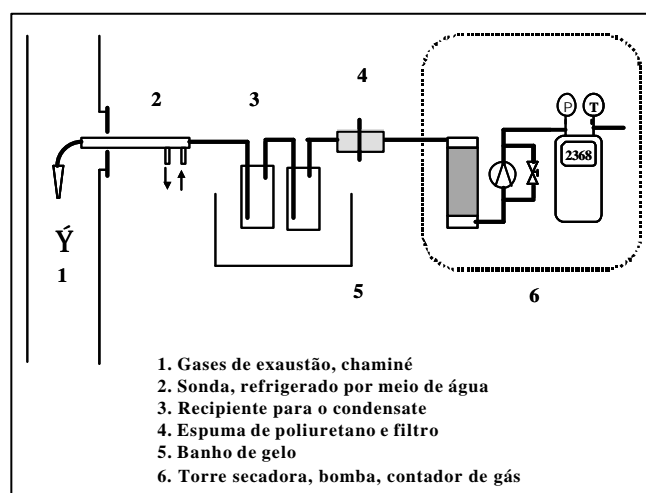 4
2
3
P
T
2368
Ý
1
5
6
1. Gases de exaustão, chaminé
2. Sonda, refrigerado por meio de água
3. Recipiente para o condensate
4. Espuma de poliuretano e filtro
5. Banho de gelo
6. Torre secadora, bomba, contador de gás